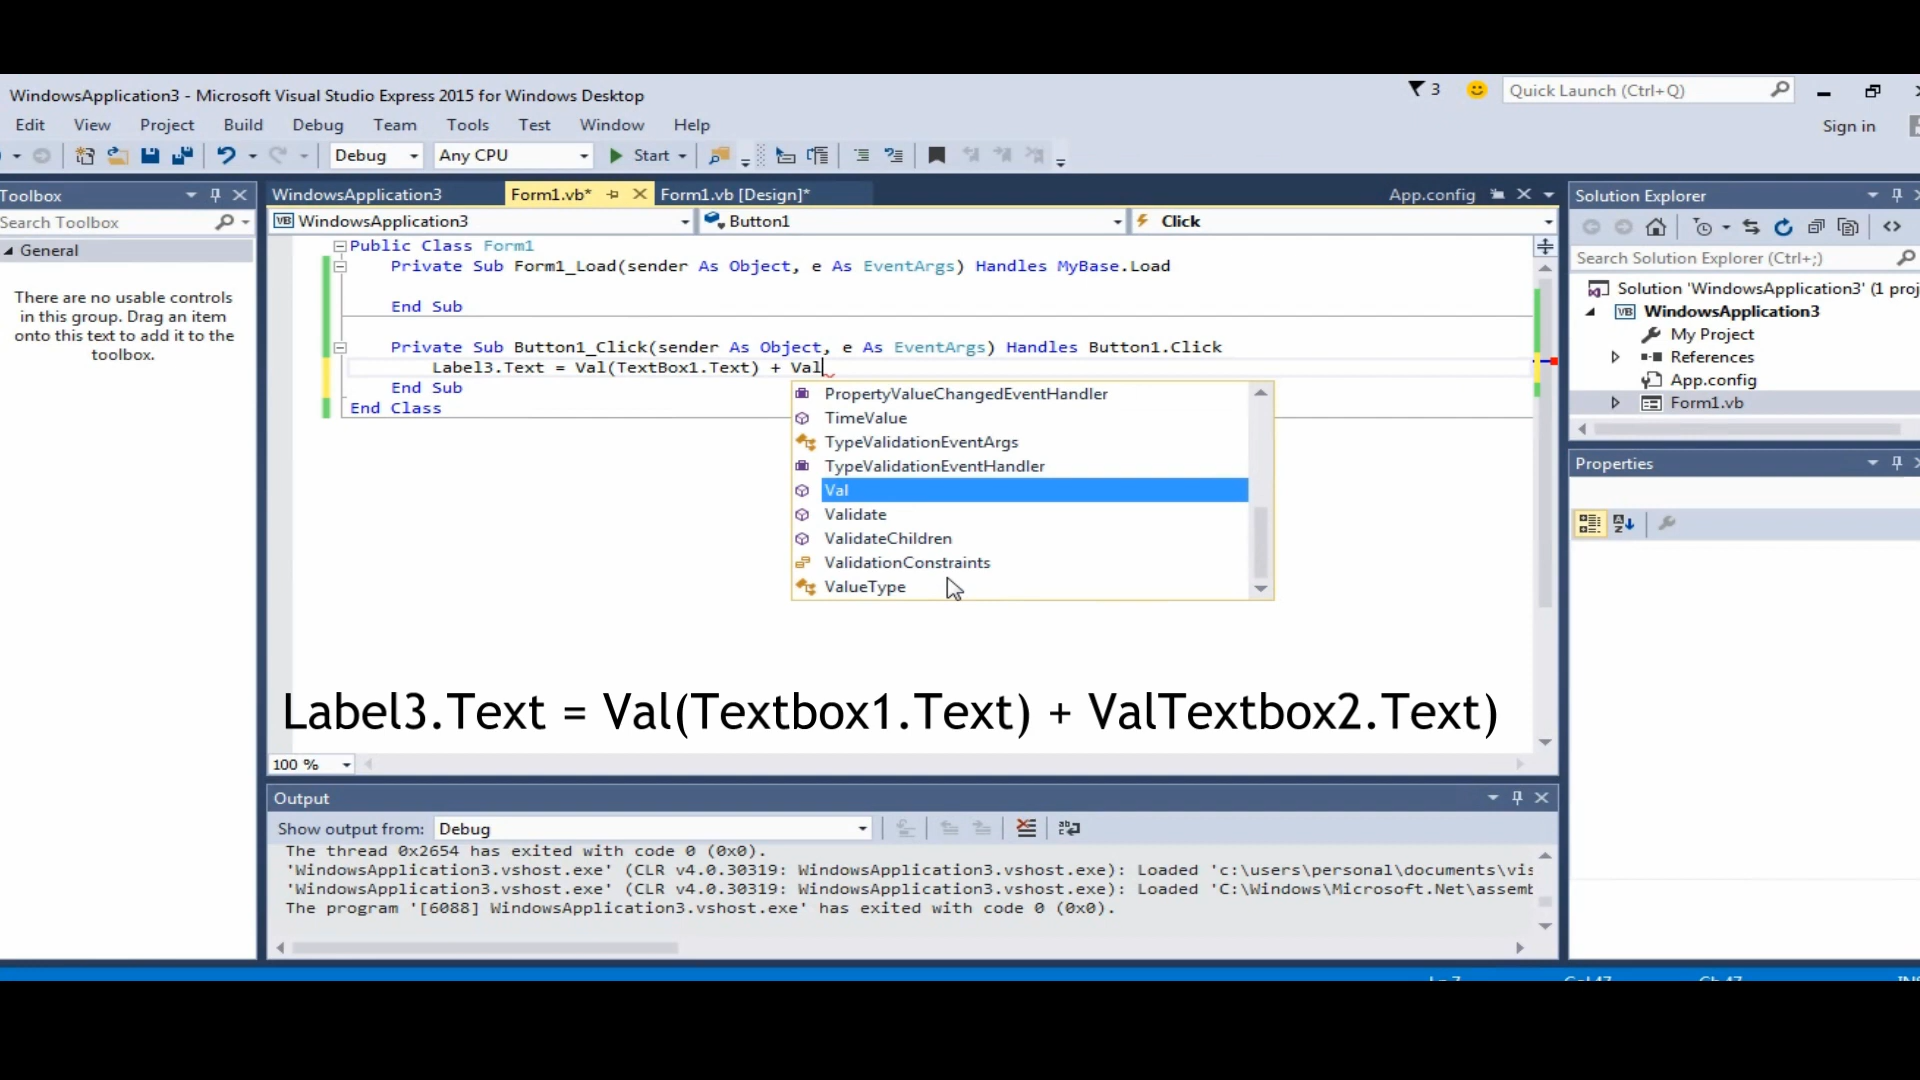 WindowsApplication3 - Microsoft Visual Studio Express 2015 for Windows Desktop
3
Quick Launch (Ctrl+Q)
Edit View Project Build Debug Team Tools Test Window Help
Sign in
Debug Any CPU Start
Toolbox
Search Toolbox
General
There are no usable controls
in this group. Drag an item
onto this text to add it to the
toolbox.
WindowsApplication3 Form1.vb* Form1.vb [Design]* App.config
VB WindowsApplication3 Button1 Click
Public Class Form1
Private Sub Form1_Load(sender As Object, e As EventArgs) Handles MyBase.Load
End Sub
Private Sub Button1_Click(sender As Object, e As EventArgs) Handles Button1.Click
Label3.Text = Val(TextBox1.Text) + Val
End Sub
End Class
PropertyValueChangedEventHandler
TimeValue
TypeValidationEventArgs
TypeValidationEventHandler
Val
Validate
ValidateChildren
ValidationConstraints
ValueType
Label3.Text = Val(Textbox1.Text) + ValTextbox2.Text)
100 %
Output
Show output from: Debug
The thread 0x2654 has exited with code 0 (0x0).
'WindowsApplication3.vshost.exe' (CLR v4.0.30319: WindowsApplication3.vshost.exe): Loaded 'c:\users\personal\documents\vis
'WindowsApplication3.vshost.exe' (CLR v4.0.30319: WindowsApplication3.vshost.exe): Loaded 'C:\Windows\Microsoft.Net\assemb
The program '[6088] WindowsApplication3.vshost.exe' has exited with code 0 (0x0).
Solution Explorer
Search Solution Explorer (Ctrl+;)
Solution 'WindowsApplication3' (1 proj
VB WindowsApplication3
My Project
References
App.config
Form1.vb
Properties